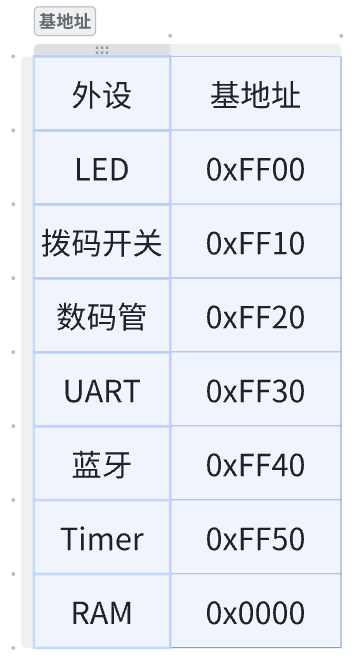 基地址
外设 基地址
LED 0xFF00
拨码开关 0xFF10
数码管 0xFF20
UART 0xFF30
蓝牙 0xFF40
Timer 0xFF50
RAM 0x0000